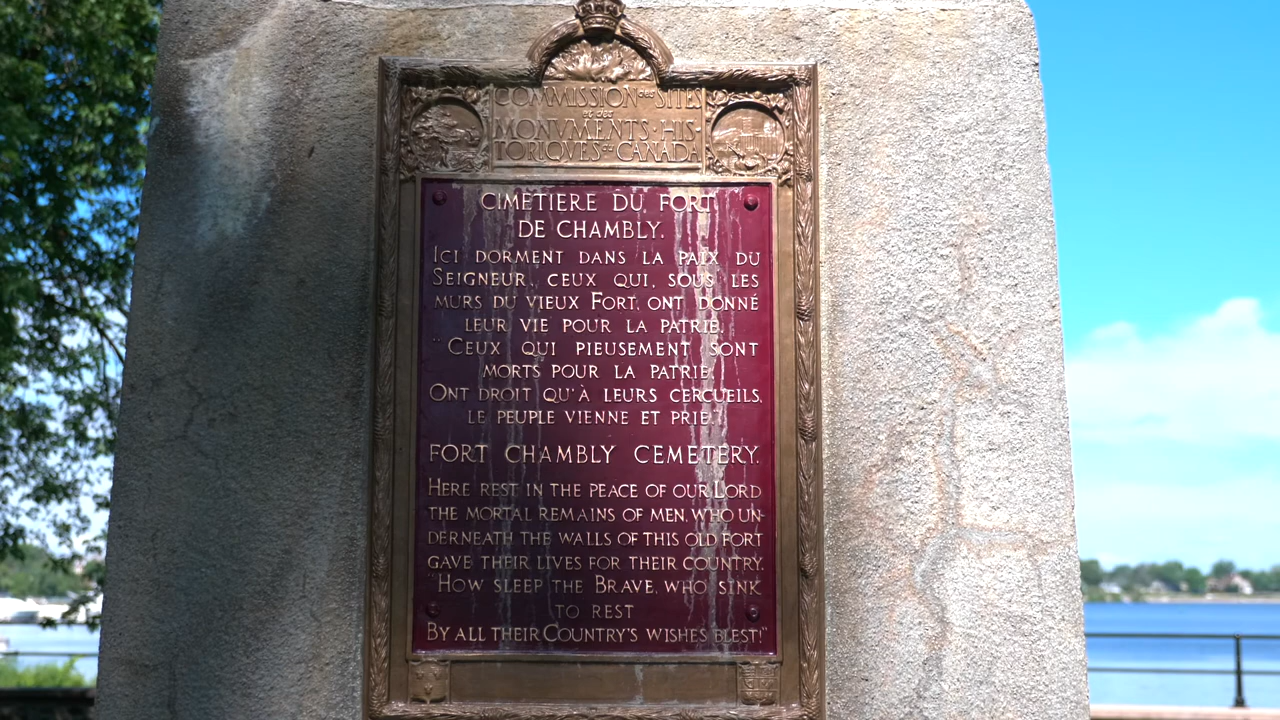 COMMISSION des SITES
et des
MONVMENTS · HIS-
TORIQVES du CANADA
CIMETIERE DU FORT
DE CHAMBLY.
ICI DORMENT DANS LA PAIX DU
SEIGNEUR, CEUX QUI, SOUS LES
MURS DU VIEUX FORT, ONT DONNÉ
LEUR VIE POUR LA PATRIE.
"CEUX QUI PIEUSEMENT SONT
MORTS POUR LA PATRIE,
ONT DROIT QU'À LEURS CERCUEILS,
LE PEUPLE VIENNE ET PRIE."
FORT CHAMBLY CEMETERY.
HERE REST IN THE PEACE OF OUR LORD
THE MORTAL REMAINS OF MEN, WHO UN-
DERNEATH THE WALLS OF THIS OLD FORT
GAVE THEIR LIVES FOR THEIR COUNTRY.
"HOW SLEEP THE BRAVE, WHO SINK
TO REST
BY ALL THEIR COUNTRY'S WISHES BLEST!"